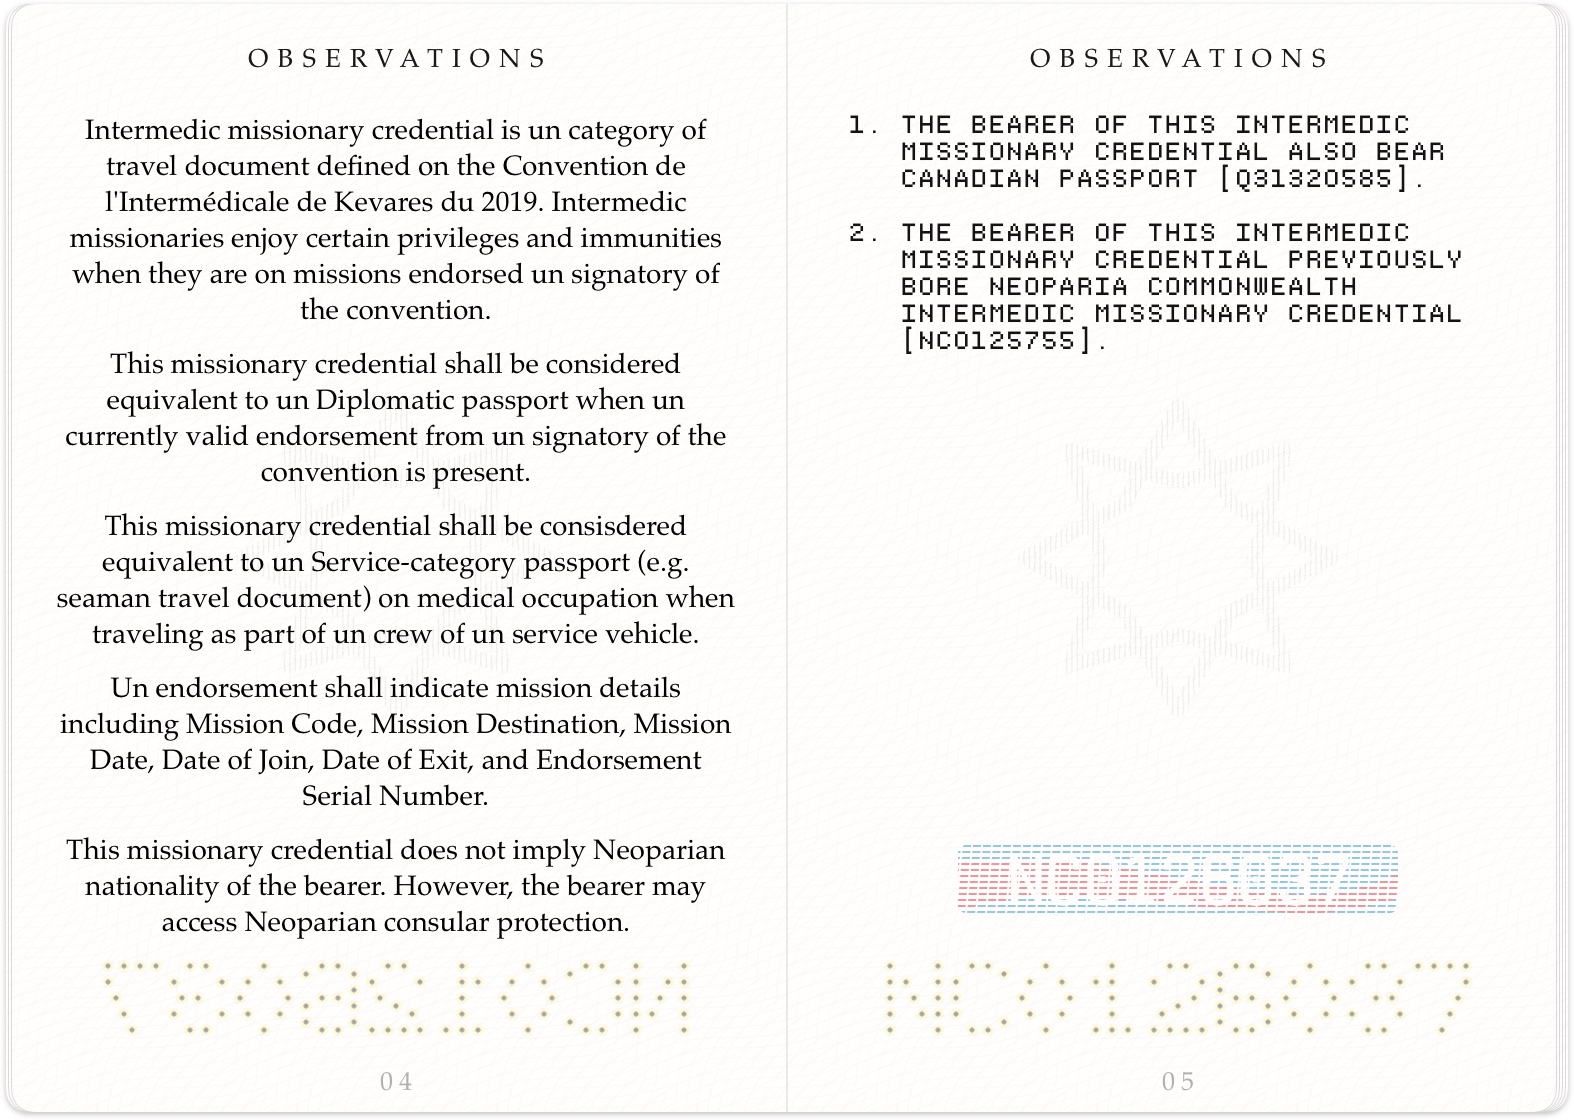 OBSERVATIONS
Intermedic missionary credential is un category of
travel document defined on the Convention de
l'Intermédicale de Kevares du 2019. Intermedic
missionaries enjoy certain privileges and immunities
when they are on missions endorsed un signatory of
the convention.
This missionary credential shall be considered
equivalent to un Diplomatic passport when un
currently valid endorsement from un signatory of the
convention is present.
This missionary credential shall be consisdered
equivalent to un Service-category passport (e.g.
seaman travel document) on medical occupation when
traveling as part of un crew of un service vehicle.
Un endorsement shall indicate mission details
including Mission Code, Mission Destination, Mission
Date, Date of Join, Date of Exit, and Endorsement
Serial Number.
This missionary credential does not imply Neoparian
nationality of the bearer. However, the bearer may
access Neoparian consular protection.
NC0126037
04
OBSERVATIONS
1. THE BEARER OF THIS INTERMEDIC
MISSIONARY CREDENTIAL ALSO BEAR
CANADIAN PASSPORT [Q31320585].
2. THE BEARER OF THIS INTERMEDIC
MISSIONARY CREDENTIAL PREVIOUSLY
BORE NEOPARIA COMMONWEALTH
INTERMEDIC MISSIONARY CREDENTIAL
[NC0125755].
NC0126037
NC0126037
05